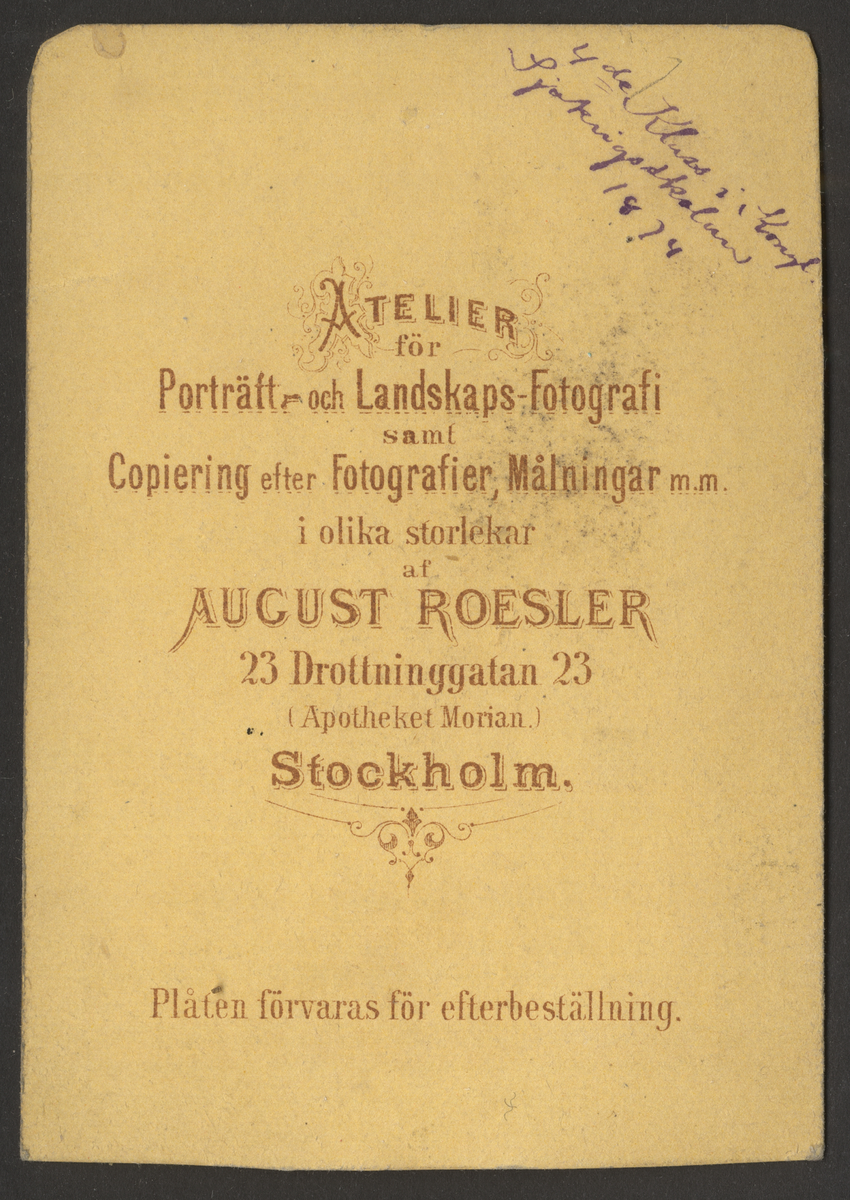 4de Klass i Kongl.
Sjökrigsskolan
1874
ATELIER
för
Porträtt- och Landskaps-Fotografi
samt
Copiering efter Fotografier, Målningar m.m.
i olika storlekar
af
AUGUST ROESLER
23 Drottninggatan 23
(Apotheket Morian.)
Stockholm.
Plåten förvaras för efterbeställning.